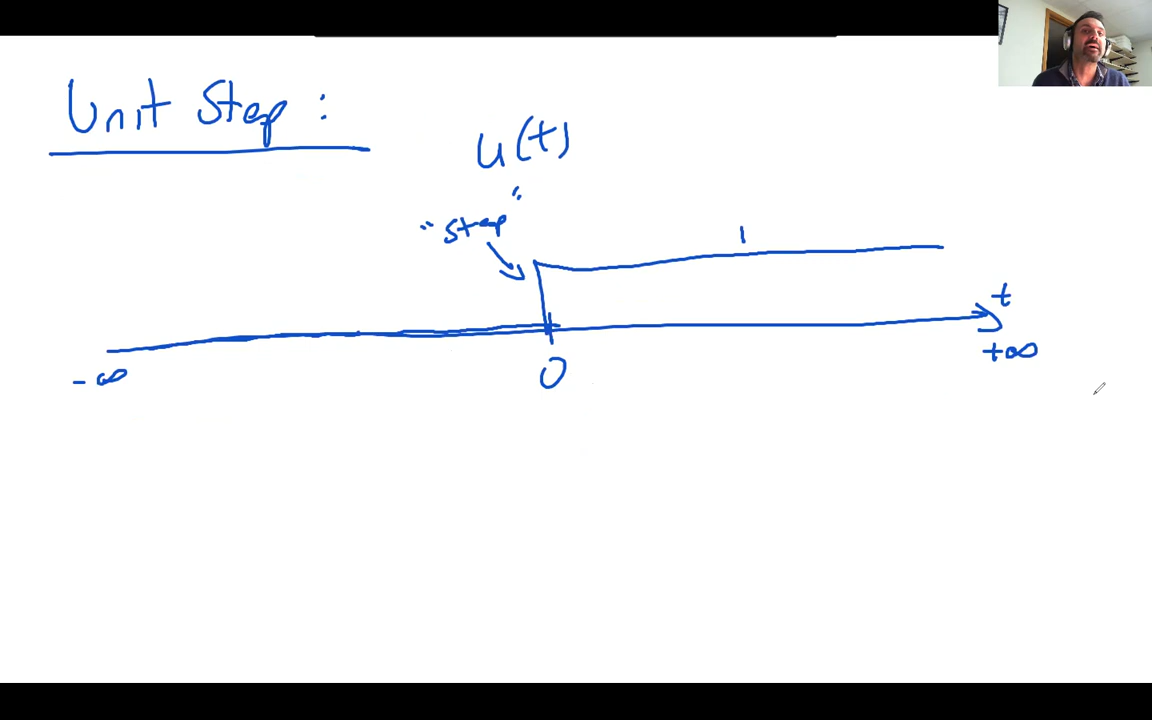 Unit Step:
u(t)
"step"
1
t
-∞
0
+∞